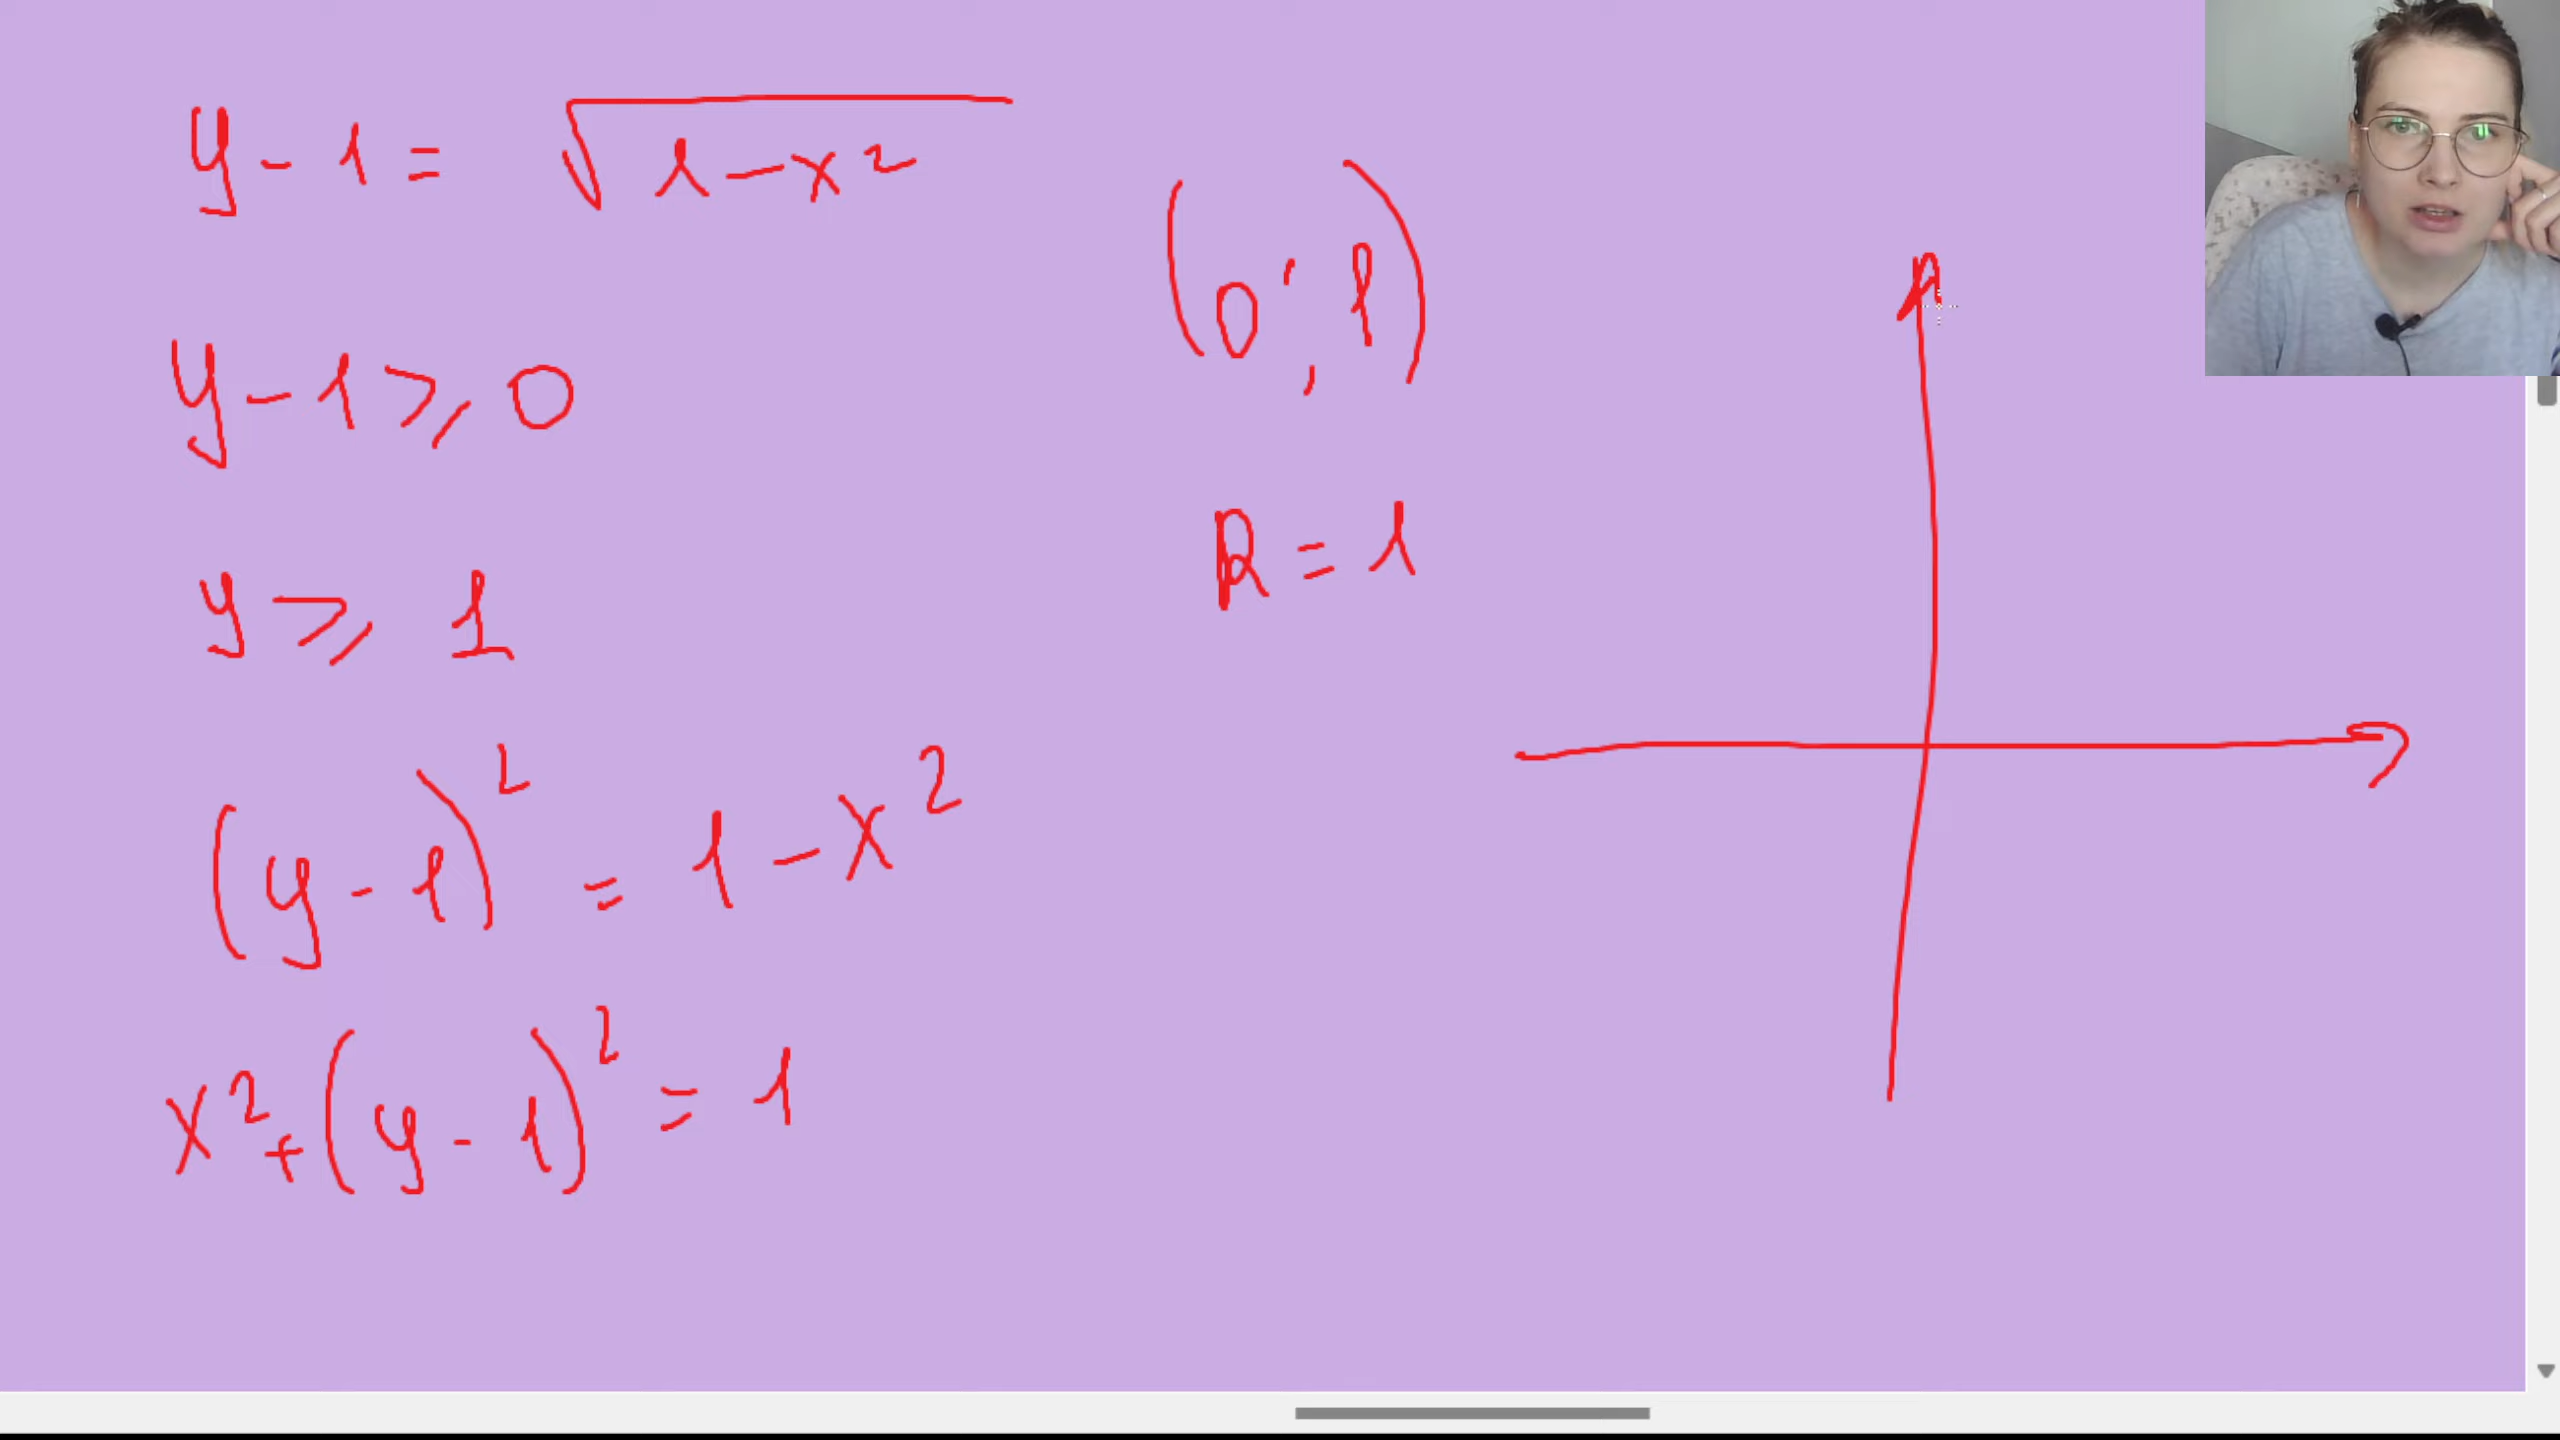 y - 1 = √(1 - x²)
y - 1 ⩾ 0
y ⩾ 1
(y - 1)² = 1 - x²
x² + (y - 1)² = 1
(0; 1)
R = 1